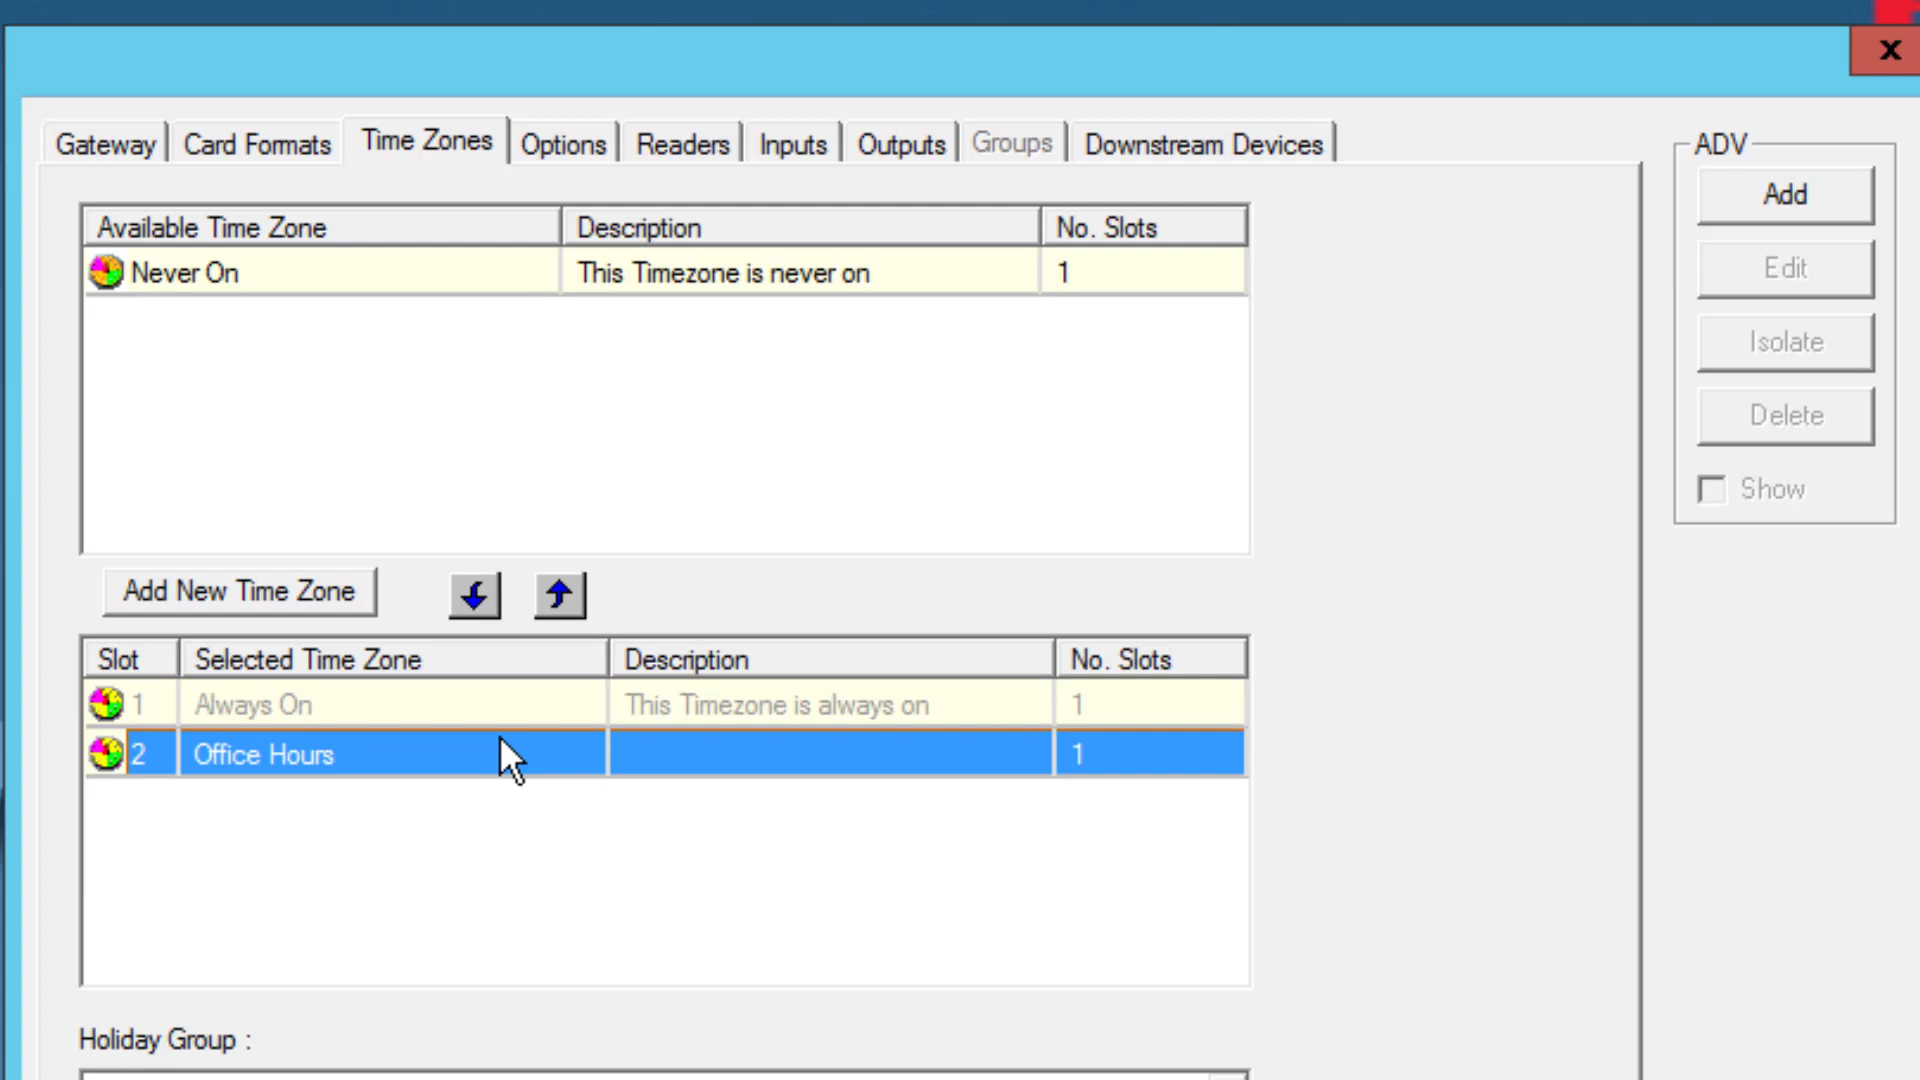 x
Gateway Card Formats Time Zones Options Readers Inputs Outputs Groups Downstream Devices
ADV
Add
Edit
Isolate
Delete
Show
Available Time Zone Description No. Slots
Never On This Timezone is never on 1
Add New Time Zone
Slot Selected Time Zone Description No. Slots
1 Always On This Timezone is always on 1
2 Office Hours 1
Holiday Group :